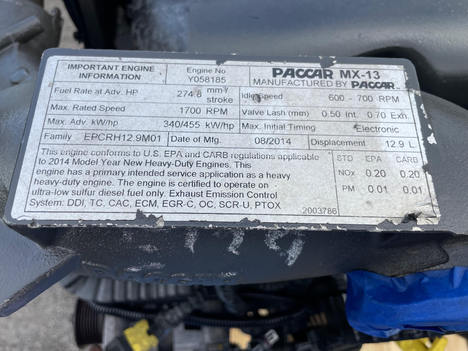 IMPORTANT ENGINE INFORMATION
Engine No Y058185
PACCAR MX-13
MANUFACTURED BY PACCAR
Fuel Rate at Adv. HP 274.8 mm³/stroke
Idle Speed 600 - 700 RPM
Max. Rated Speed 1700 RPM
Valve Lash (mm) 0.50 Int 0.70 Exh
Max. Adv. kW/hp 340/455 kW/hp
Max. Initial Timing Electronic
Family EPCRH12.9M01
Date of Mfg. 08/2014
Displacement 12.9 L
This engine conforms to U.S. EPA and CARB regulations applicable
to 2014 Model Year New Heavy-Duty Engines. This
engine has a primary intended service application as a heavy
heavy-duty engine. The engine is certified to operate on
ultra-low sulfur diesel fuel only. Exhaust Emission Control
System: DDI, TC, CAC, ECM, EGR-C, OC, SCR-U, PTOX
STD EPA CARB
NOx 0.20 0.20
PM 0.01 0.01
2003786